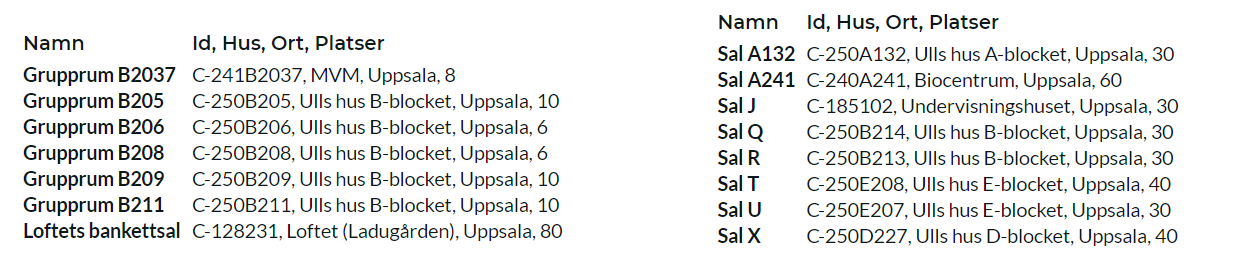 Namn Id, Hus, Ort, Platser
Grupprum B2037 C-241B2037, MVM, Uppsala, 8
Grupprum B205 C-250B205, Ulls hus B-blocket, Uppsala, 10
Grupprum B206 C-250B206, Ulls hus B-blocket, Uppsala, 6
Grupprum B208 C-250B208, Ulls hus B-blocket, Uppsala, 6
Grupprum B209 C-250B209, Ulls hus B-blocket, Uppsala, 10
Grupprum B211 C-250B211, Ulls hus B-blocket, Uppsala, 10
Loftets bankettsal C-128231, Loftet (Ladugården), Uppsala, 80
Namn Id, Hus, Ort, Platser
Sal A132 C-250A132, Ulls hus A-blocket, Uppsala, 30
Sal A241 C-240A241, Biocentrum, Uppsala, 60
Sal J C-185102, Undervisningshuset, Uppsala, 30
Sal Q C-250B214, Ulls hus B-blocket, Uppsala, 30
Sal R C-250B213, Ulls hus B-blocket, Uppsala, 30
Sal T C-250E208, Ulls hus E-blocket, Uppsala, 40
Sal U C-250E207, Ulls hus E-blocket, Uppsala, 30
Sal X C-250D227, Ulls hus D-blocket, Uppsala, 40